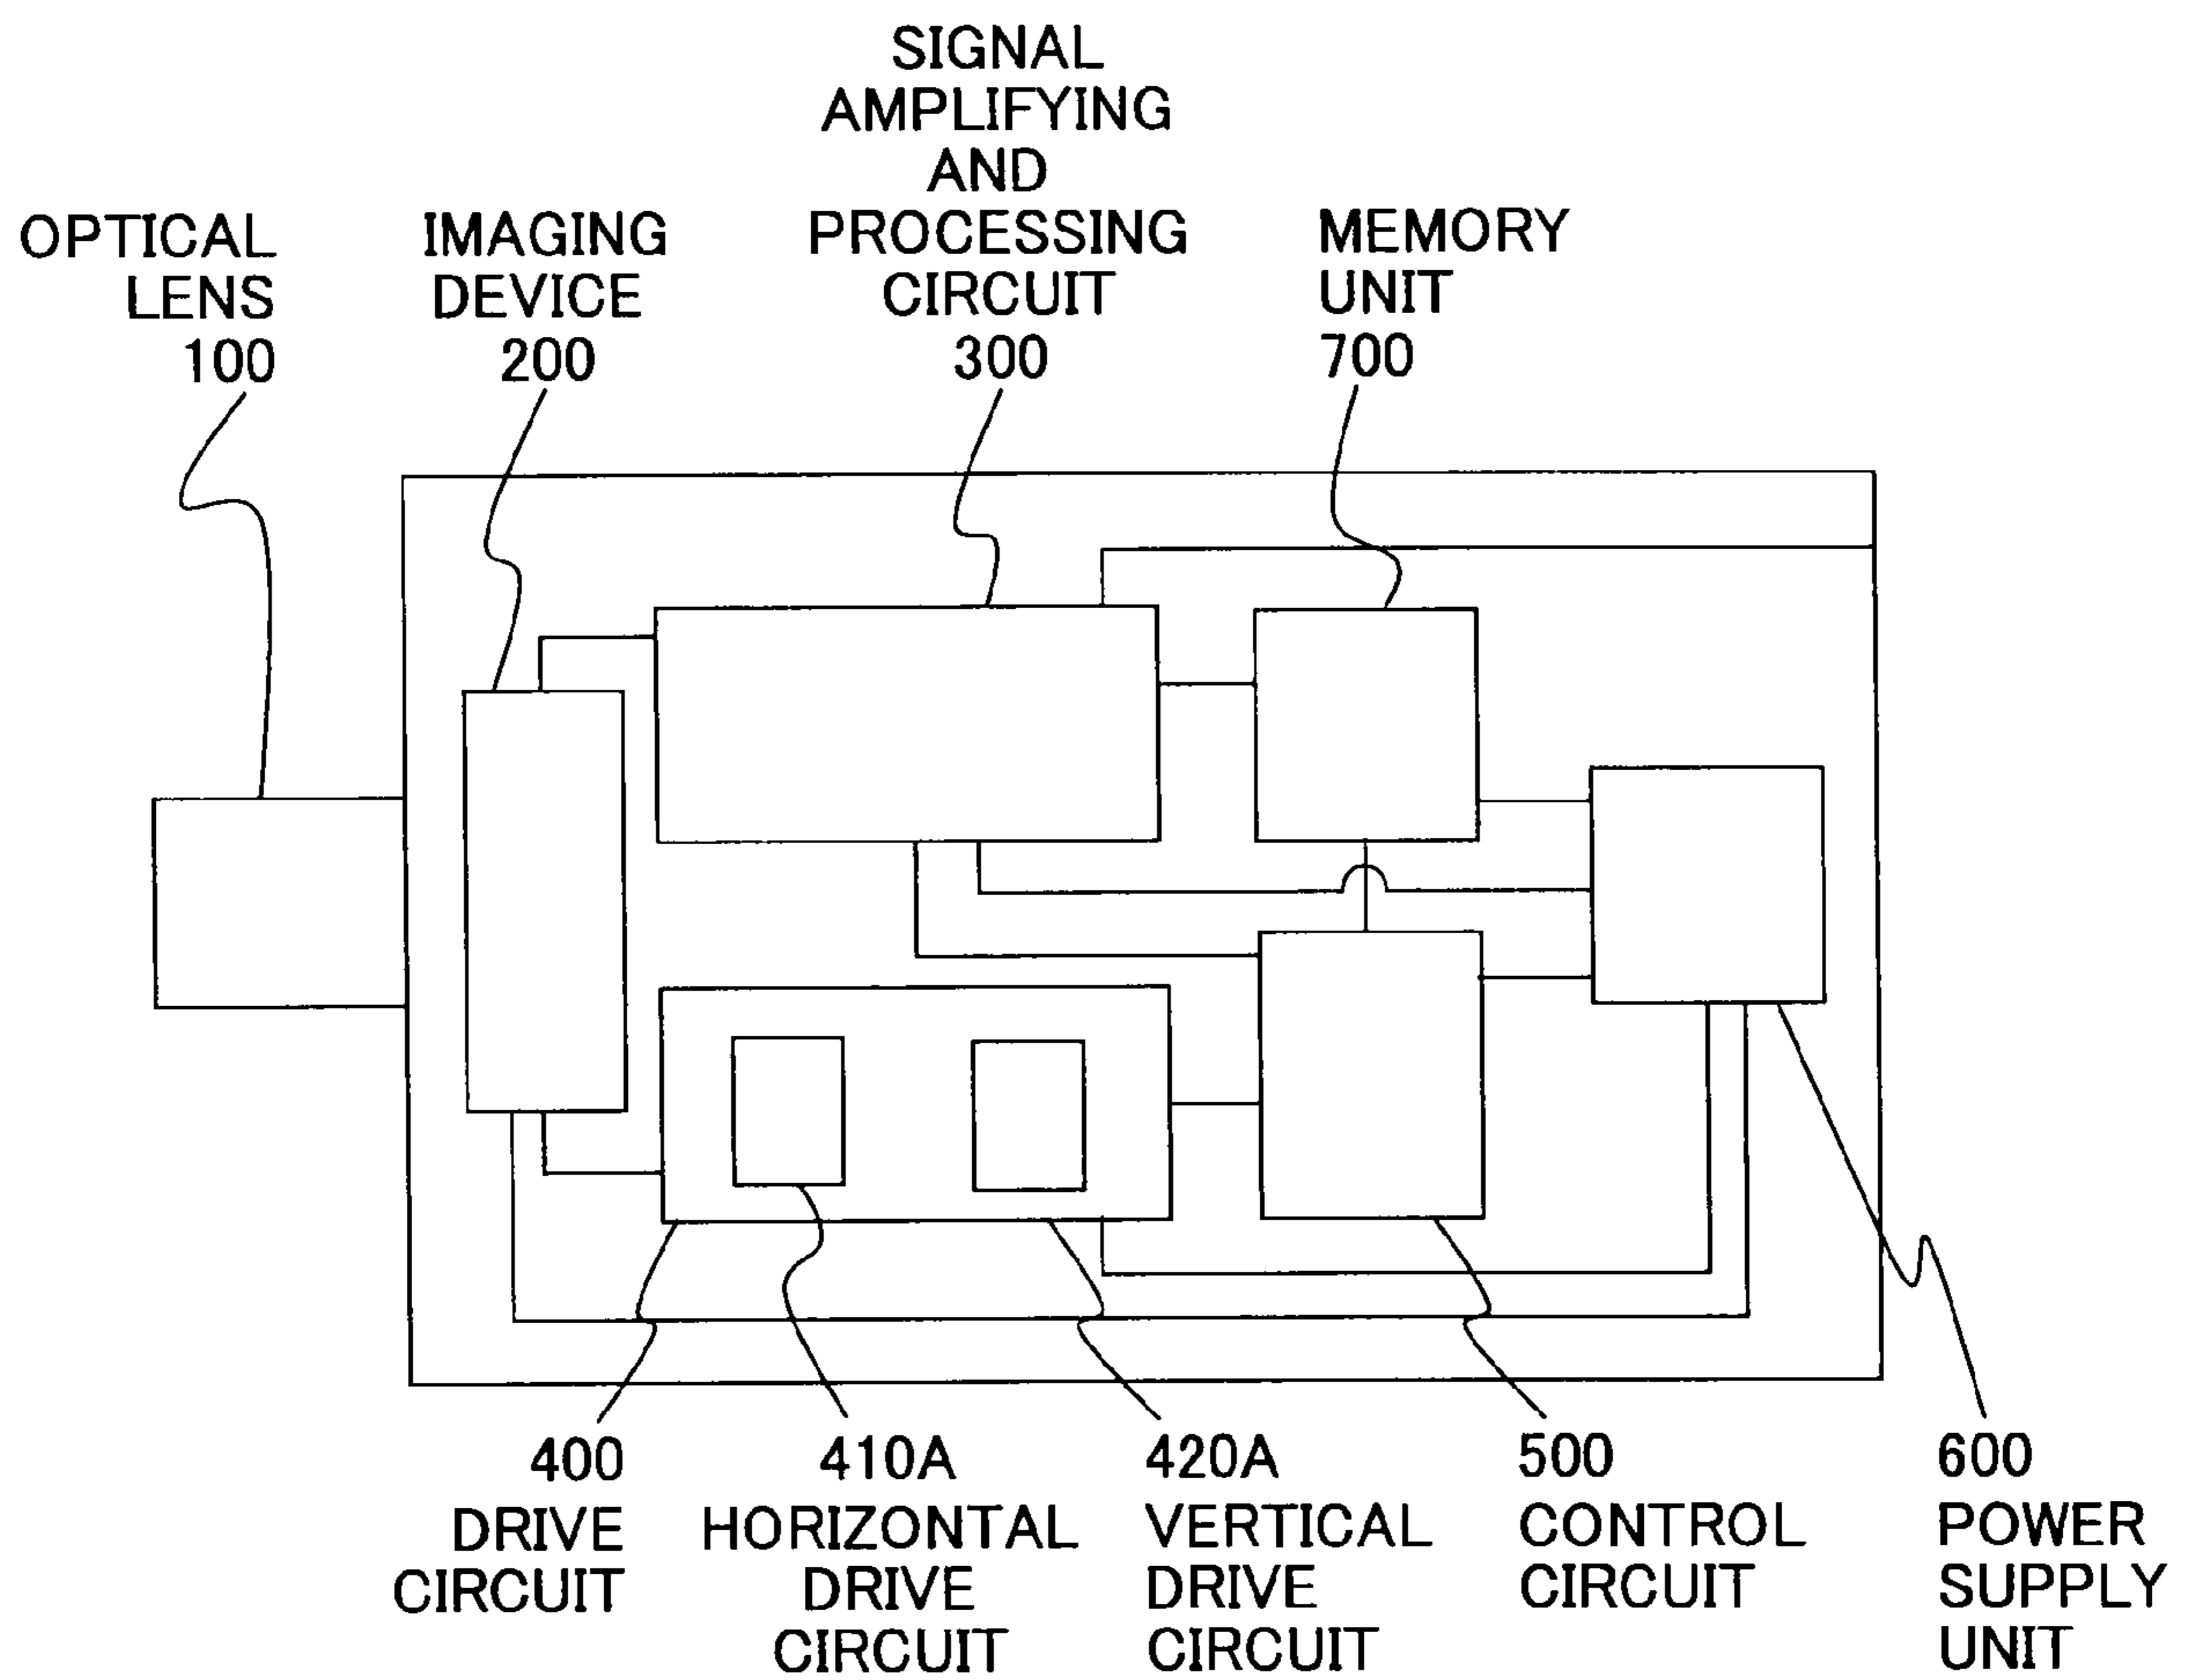 OPTICAL
LENS
100
IMAGING
DEVICE
200
SIGNAL
AMPLIFYING
AND
PROCESSING
CIRCUIT
300
MEMORY
UNIT
700
400
DRIVE
CIRCUIT
410A
HORIZONTAL
DRIVE
CIRCUIT
420A
VERTICAL
DRIVE
CIRCUIT
500
CONTROL
CIRCUIT
600
POWER
SUPPLY
UNIT